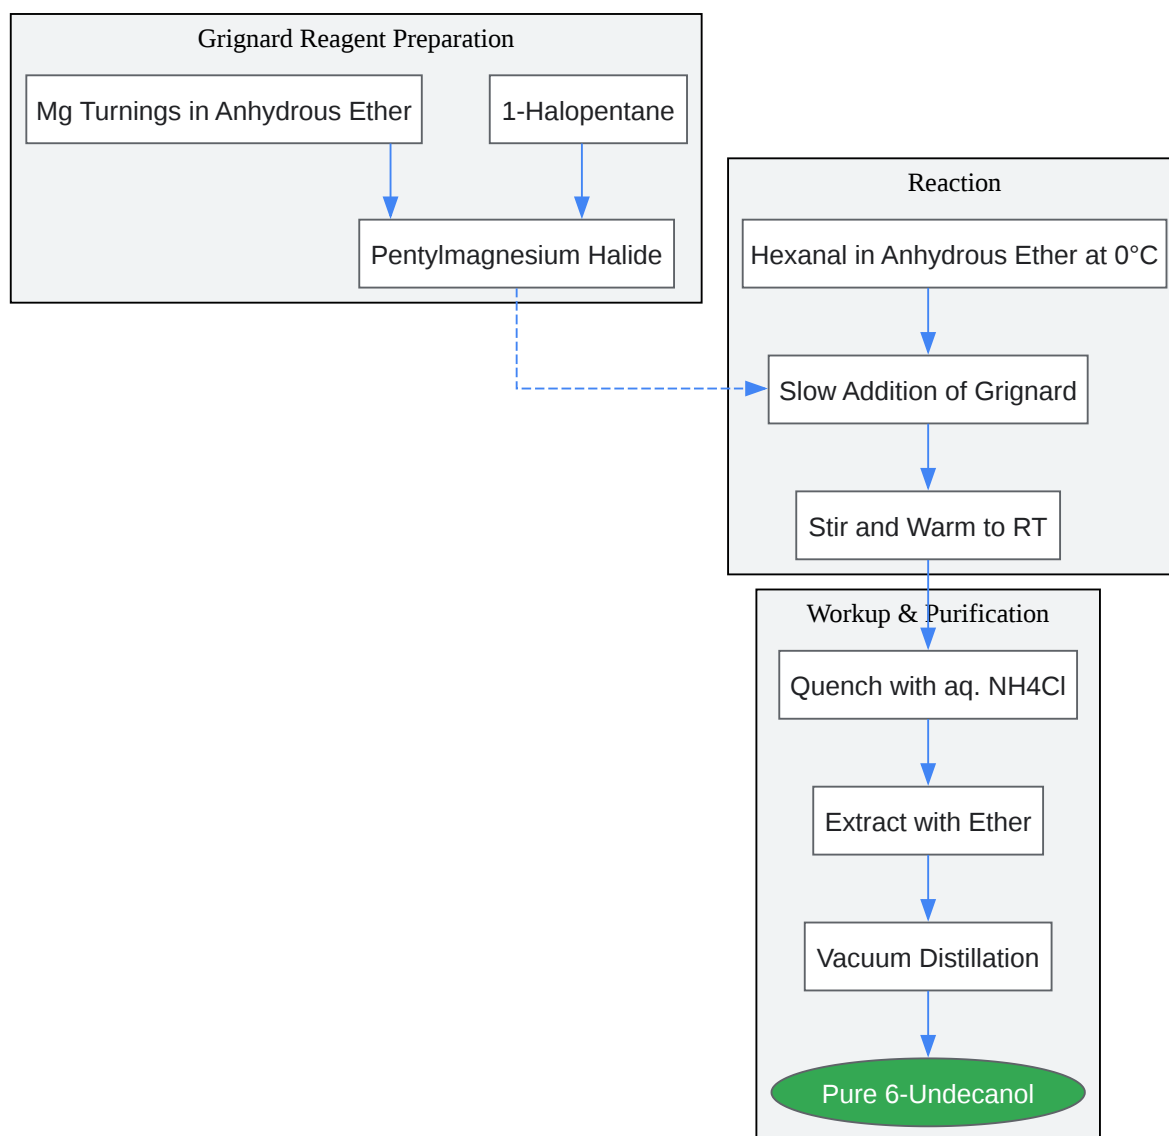 Grignard Reagent Preparation
Mg Turnings in Anhydrous Ether
1-Halopentane
Pentylmagnesium Halide
Reaction
Hexanal in Anhydrous Ether at 0°C
Slow Addition of Grignard
Stir and Warm to RT
Workup & Purification
Quench with aq. NH4Cl
Extract with Ether
Vacuum Distillation
Pure 6-Undecanol